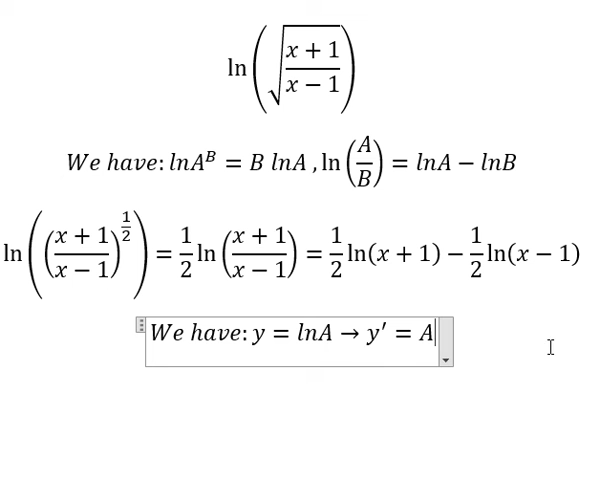 ln(√((x + 1)/(x − 1)))
We have: lnA^B = B lnA , ln(A/B) = lnA − lnB
ln(((x + 1)/(x − 1))^(1/2)) = 1/2 ln((x + 1)/(x − 1)) = 1/2 ln(x + 1) − 1/2 ln(x − 1)
We have: y = lnA → y′ = A